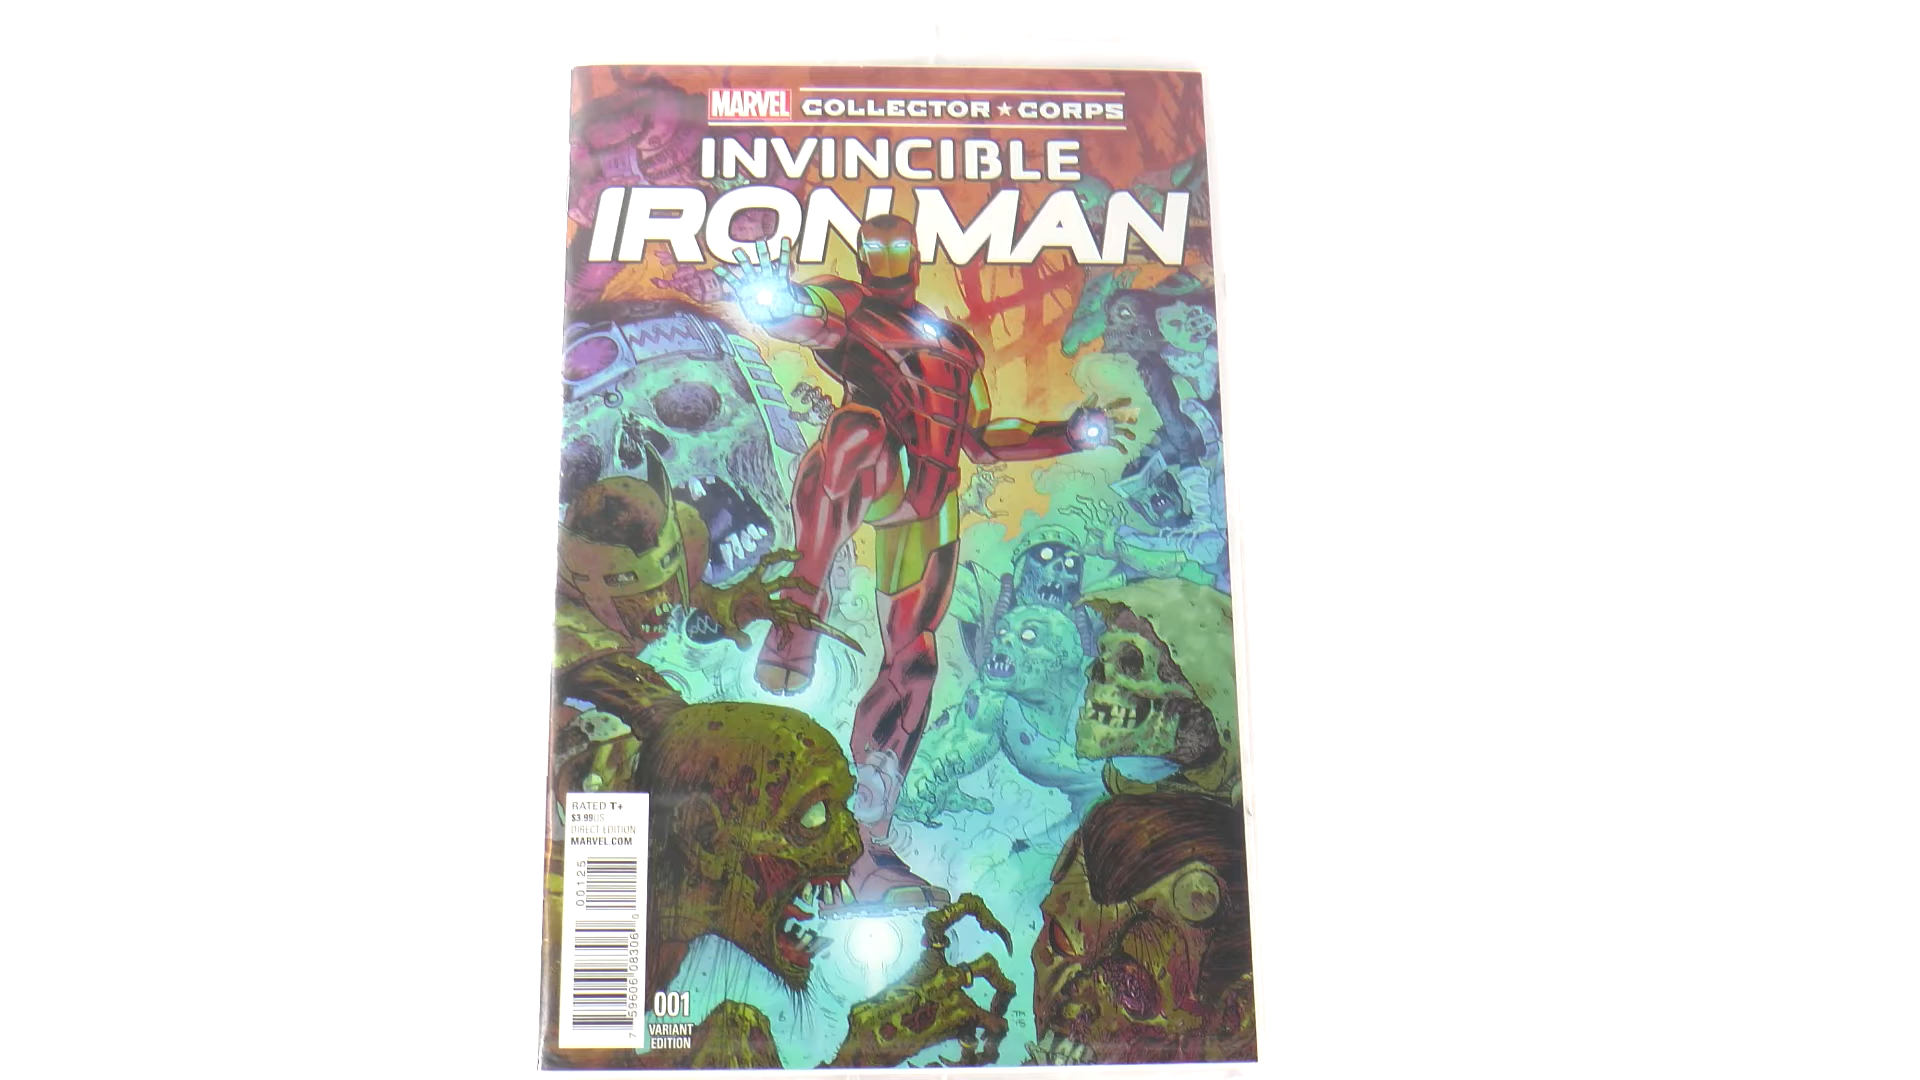 MARVEL COLLECTOR★CORPS
INVINCIBLE
IRON MAN
RATED T+
$3.99US
DIRECT EDITION
MARVEL.COM
00125
7 59606 08306 0
001
VARIANT
EDITION